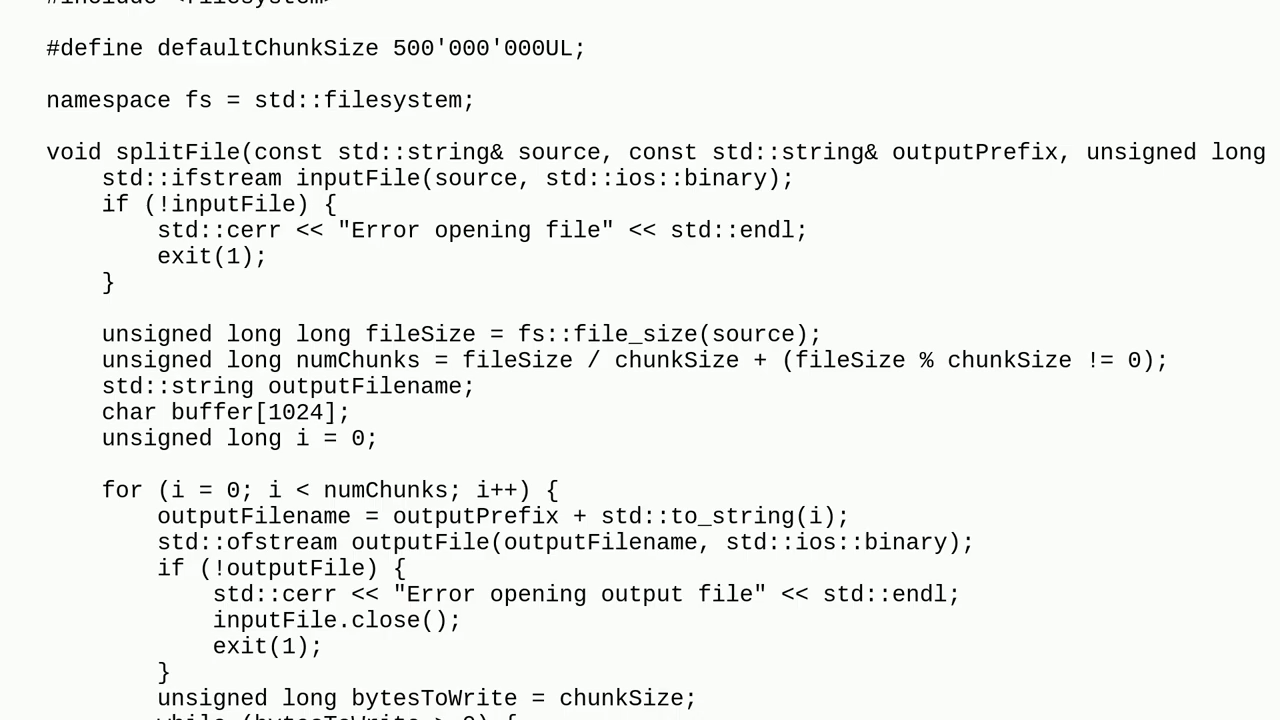 #include <filesystem>
#define defaultChunkSize 500'000'000UL;
namespace fs = std::filesystem;
void splitFile(const std::string& source, const std::string& outputPrefix, unsigned long
std::ifstream inputFile(source, std::ios::binary);
if (!inputFile) {
std::cerr << "Error opening file" << std::endl;
exit(1);
}
unsigned long long fileSize = fs::file_size(source);
unsigned long numChunks = fileSize / chunkSize + (fileSize % chunkSize != 0);
std::string outputFilename;
char buffer[1024];
unsigned long i = 0;
for (i = 0; i < numChunks; i++) {
outputFilename = outputPrefix + std::to_string(i);
std::ofstream outputFile(outputFilename, std::ios::binary);
if (!outputFile) {
std::cerr << "Error opening output file" << std::endl;
inputFile.close();
exit(1);
}
unsigned long bytesToWrite = chunkSize;
while (bytesToWrite > 0) {